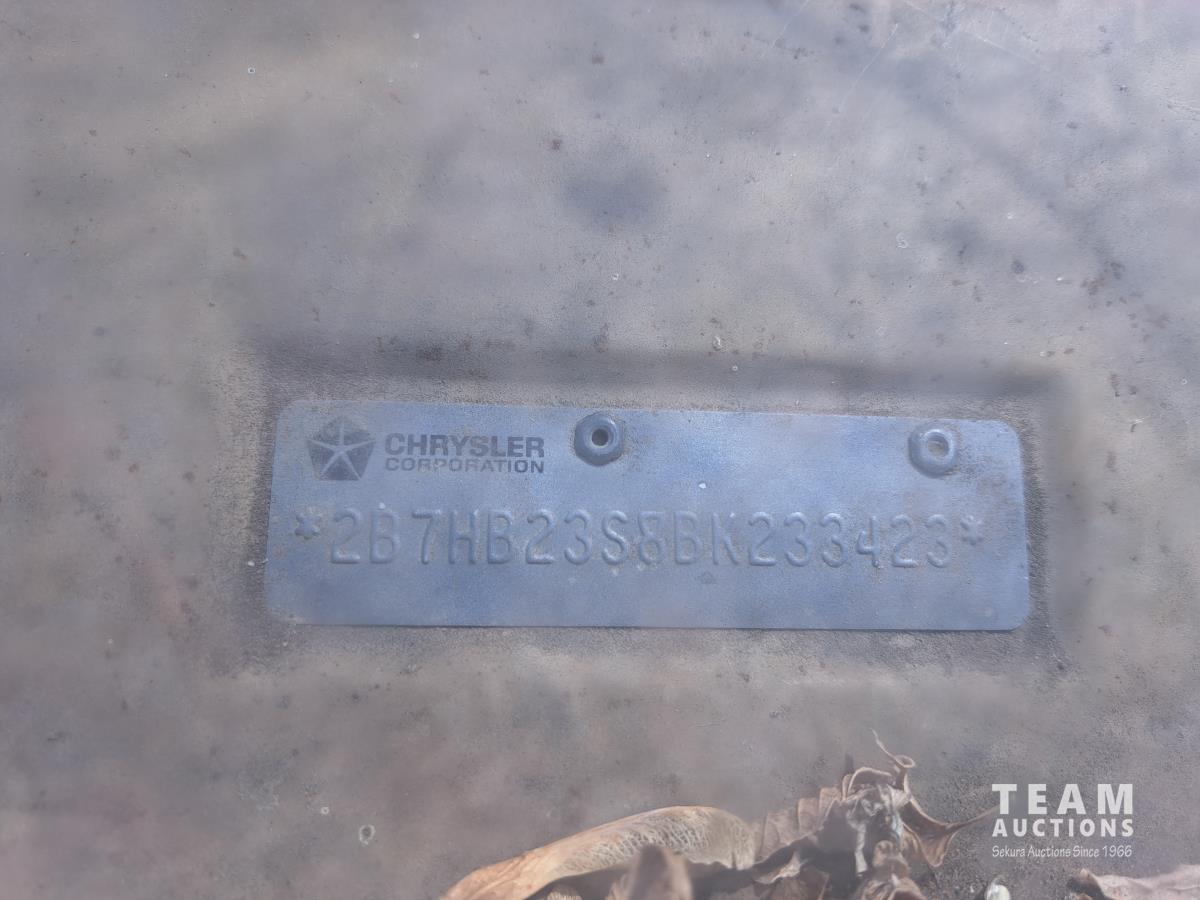 CHRYSLER
CORPORATION
*2B7HB23S8BK233423*
TEAM
AUCTIONS
Sekura Auctions Since 1966